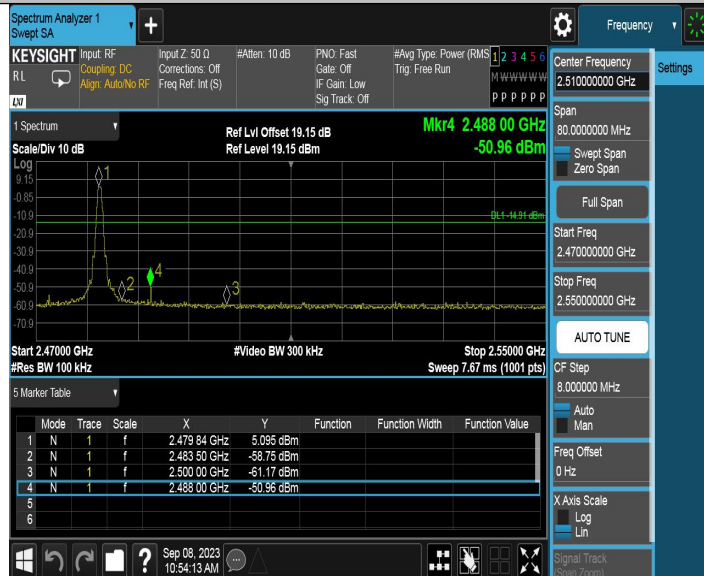 Spectrum Analyzer 1
Swept SA
+
Frequency
KEYSIGHT
RL
LXI
Input: RF
Coupling: DC
Align: Auto/No RF
Input Z: 50 Ω
Corrections: Off
Freq Ref: Int (S)
#Atten: 10 dB
PNO: Fast
Gate: Off
IF Gain: Low
Sig Track: Off
#Avg Type: Power (RMS
Trig: Free Run
1 2 3 4 5 6
M W W W W W
P P P P P P
1 Spectrum
Scale/Div 10 dB
Ref Lvl Offset 19.15 dB
Ref Level 19.15 dBm
Mkr4 2.488 00 GHz
-50.96 dBm
Log
9.15
-0.85
-10.9
-20.9
-30.9
-40.9
-50.9
-60.9
-70.9
1
2
4
3
DL1 -14.91 dBm
Start 2.47000 GHz
#Res BW 100 kHz
#Video BW 300 kHz
Stop 2.55000 GHz
Sweep 7.67 ms (1001 pts)
5 Marker Table
Mode Trace Scale X Y Function Function Width Function Value
1 N 1 f 2.479 84 GHz 5.095 dBm
2 N 1 f 2.483 50 GHz -58.75 dBm
3 N 1 f 2.500 00 GHz -61.17 dBm
4 N 1 f 2.488 00 GHz -50.96 dBm
5
6
?
Sep 08, 2023
10:54:13 AM
Center Frequency
2.510000000 GHz
Settings
Span
80.0000000 MHz
Swept Span
Zero Span
Full Span
Start Freq
2.470000000 GHz
Stop Freq
2.550000000 GHz
AUTO TUNE
CF Step
8.000000 MHz
Auto
Man
Freq Offset
0 Hz
X Axis Scale
Log
Lin
Signal Track
(Span Zoom)